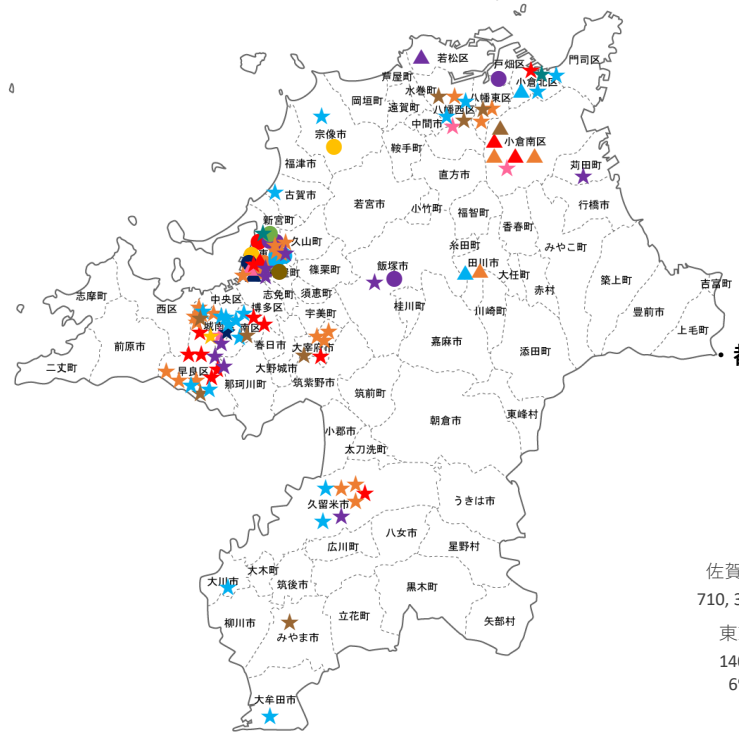 若松区
戸畑区
門司区
芦屋町
小倉北区
水巻町
岡垣町
遠賀町
八幡東区
八幡西区
中間市
宗像市
小倉南区
鞍手町
福津市
直方市
苅田町
古賀市
若宮市
小竹町
福智町
行橋市
新宮町
香春町
久山町
糸田町
みやこ町
飯塚市
田川市
篠栗町
大任町
志摩町
志免町
須恵町
赤村
築上町
吉富町
中央区
西区
博多区
宇美町
桂川町
川崎町
豊前市
城南
南区
上毛町
前原市
春日市
大宰府市
嘉麻市
添田町
二丈町
早良区
大野城市
那珂川町
筑紫野市
筑前町
朝倉市
東峰村
小郡市
太刀洗町
久留米市
うきは市
八女市
広川町
星野村
大木町
大川市
筑後市
黒木町
柳川市
立花町
矢部村
みやま市
大牟田市
佐賀
710, 3
東
140